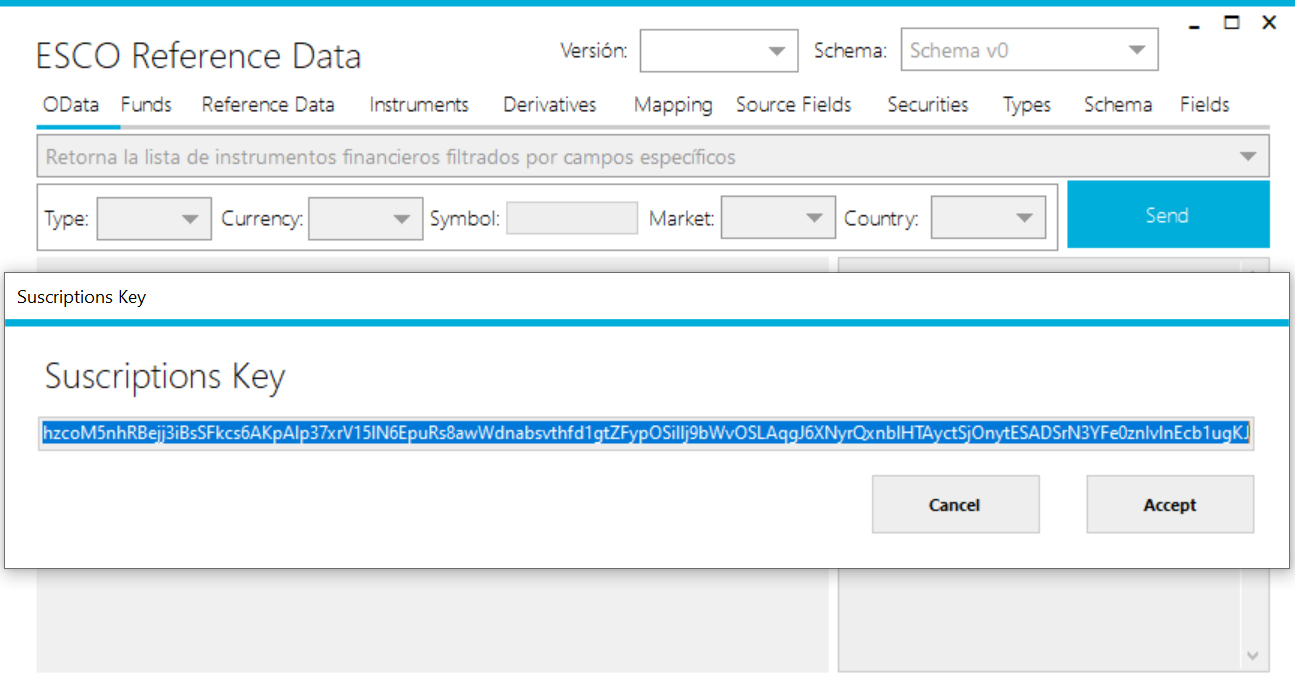 ESCO Reference Data
Versión:
Schema: Schema v0
OData Funds Reference Data Instruments Derivatives Mapping Source Fields Securities Types Schema Fields
Retorna la lista de instrumentos financieros filtrados por campos específicos
Type: Currency: Symbol: Market: Country: Send
Suscriptions Key
Suscriptions Key
Cancel Accept